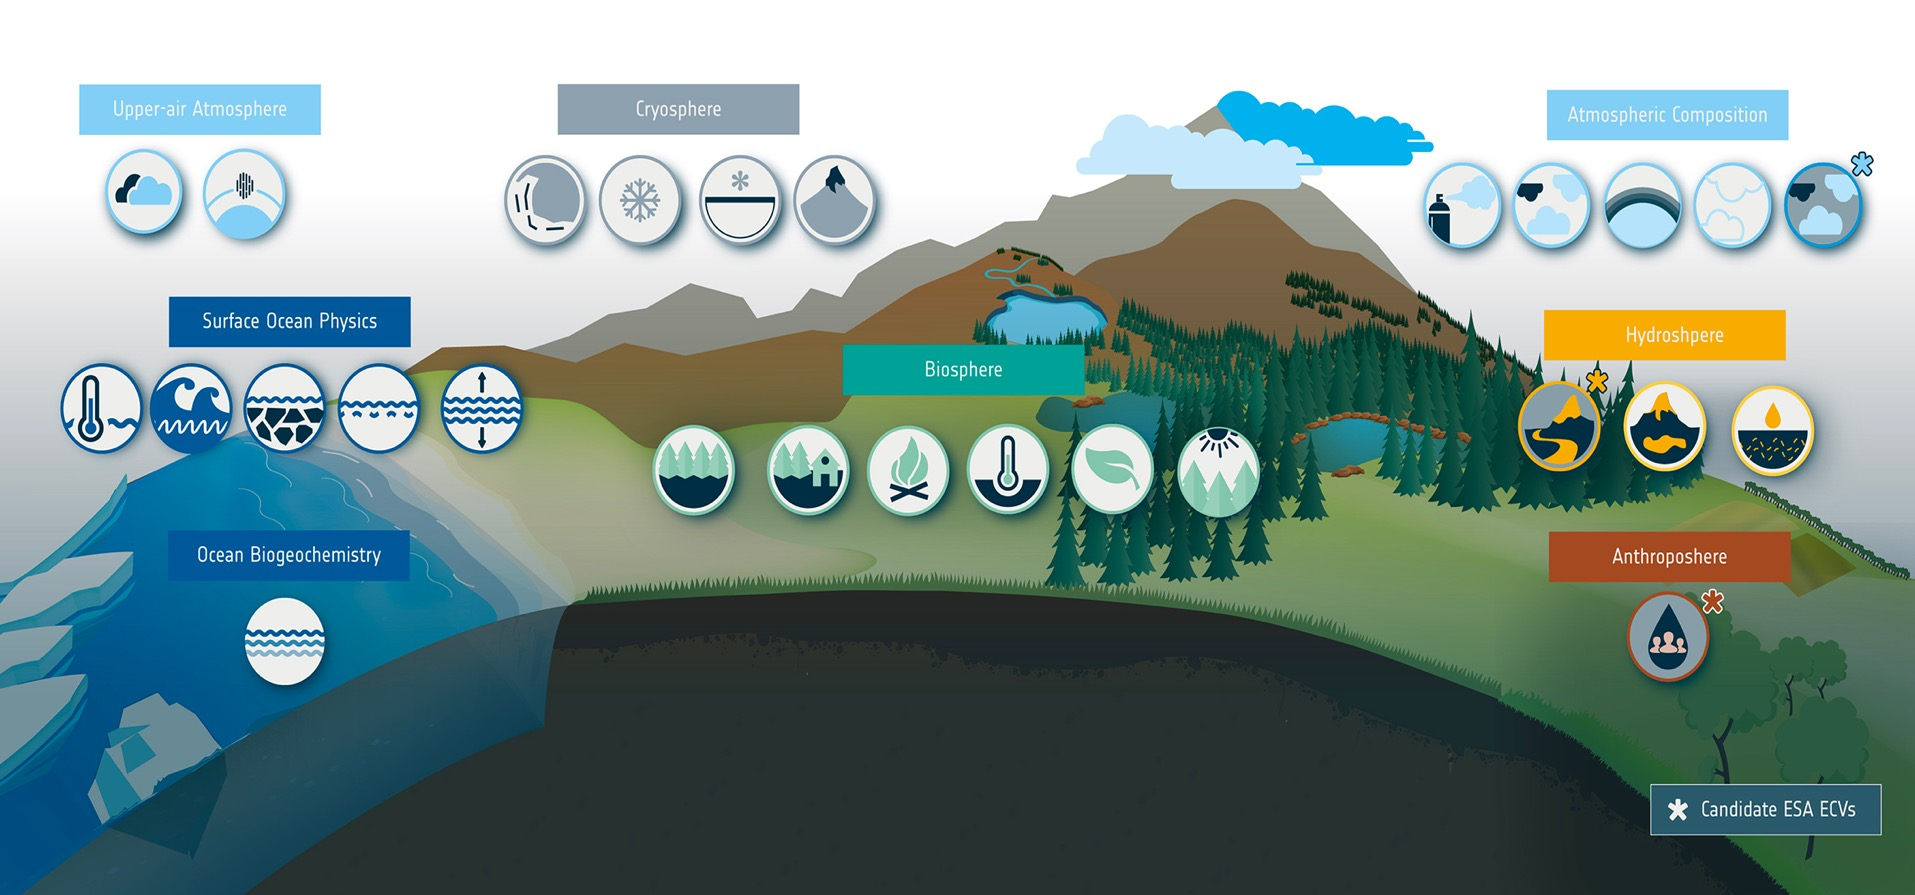 Upper-air Atmosphere
Cryosphere
Atmospheric Composition
Surface Ocean Physics
Hydroshpere
Biosphere
Ocean Biogeochemistry
Anthroposhere
* Candidate ESA ECVs